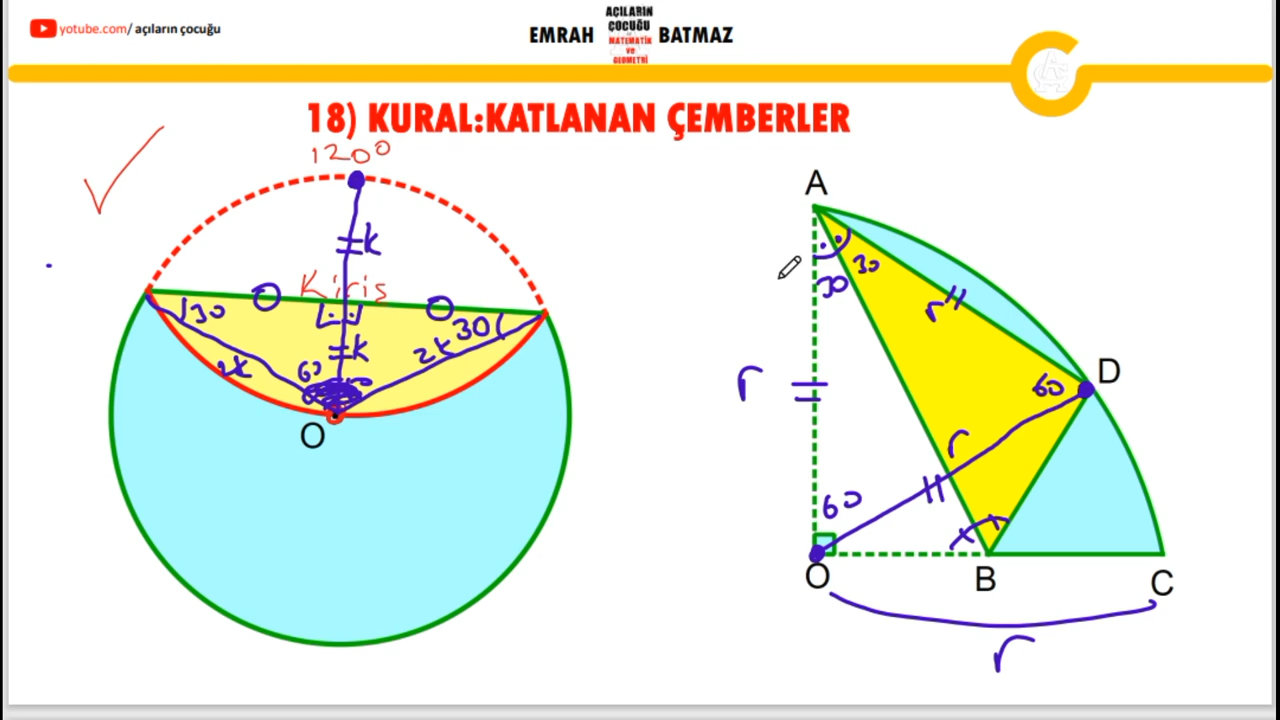 yotube.com/ açıların çocuğu
EMRAH
AÇILARIN
ÇOCUĞU
MATEMATİK
ve
GEOMETRİ
BATMAZ
18) KURAL:KATLANAN ÇEMBERLER
120°
k
Kiriş
30
30
k
2k
2k
60
O
A
30
30
r
r
D
60
r
60
O
B
C
r